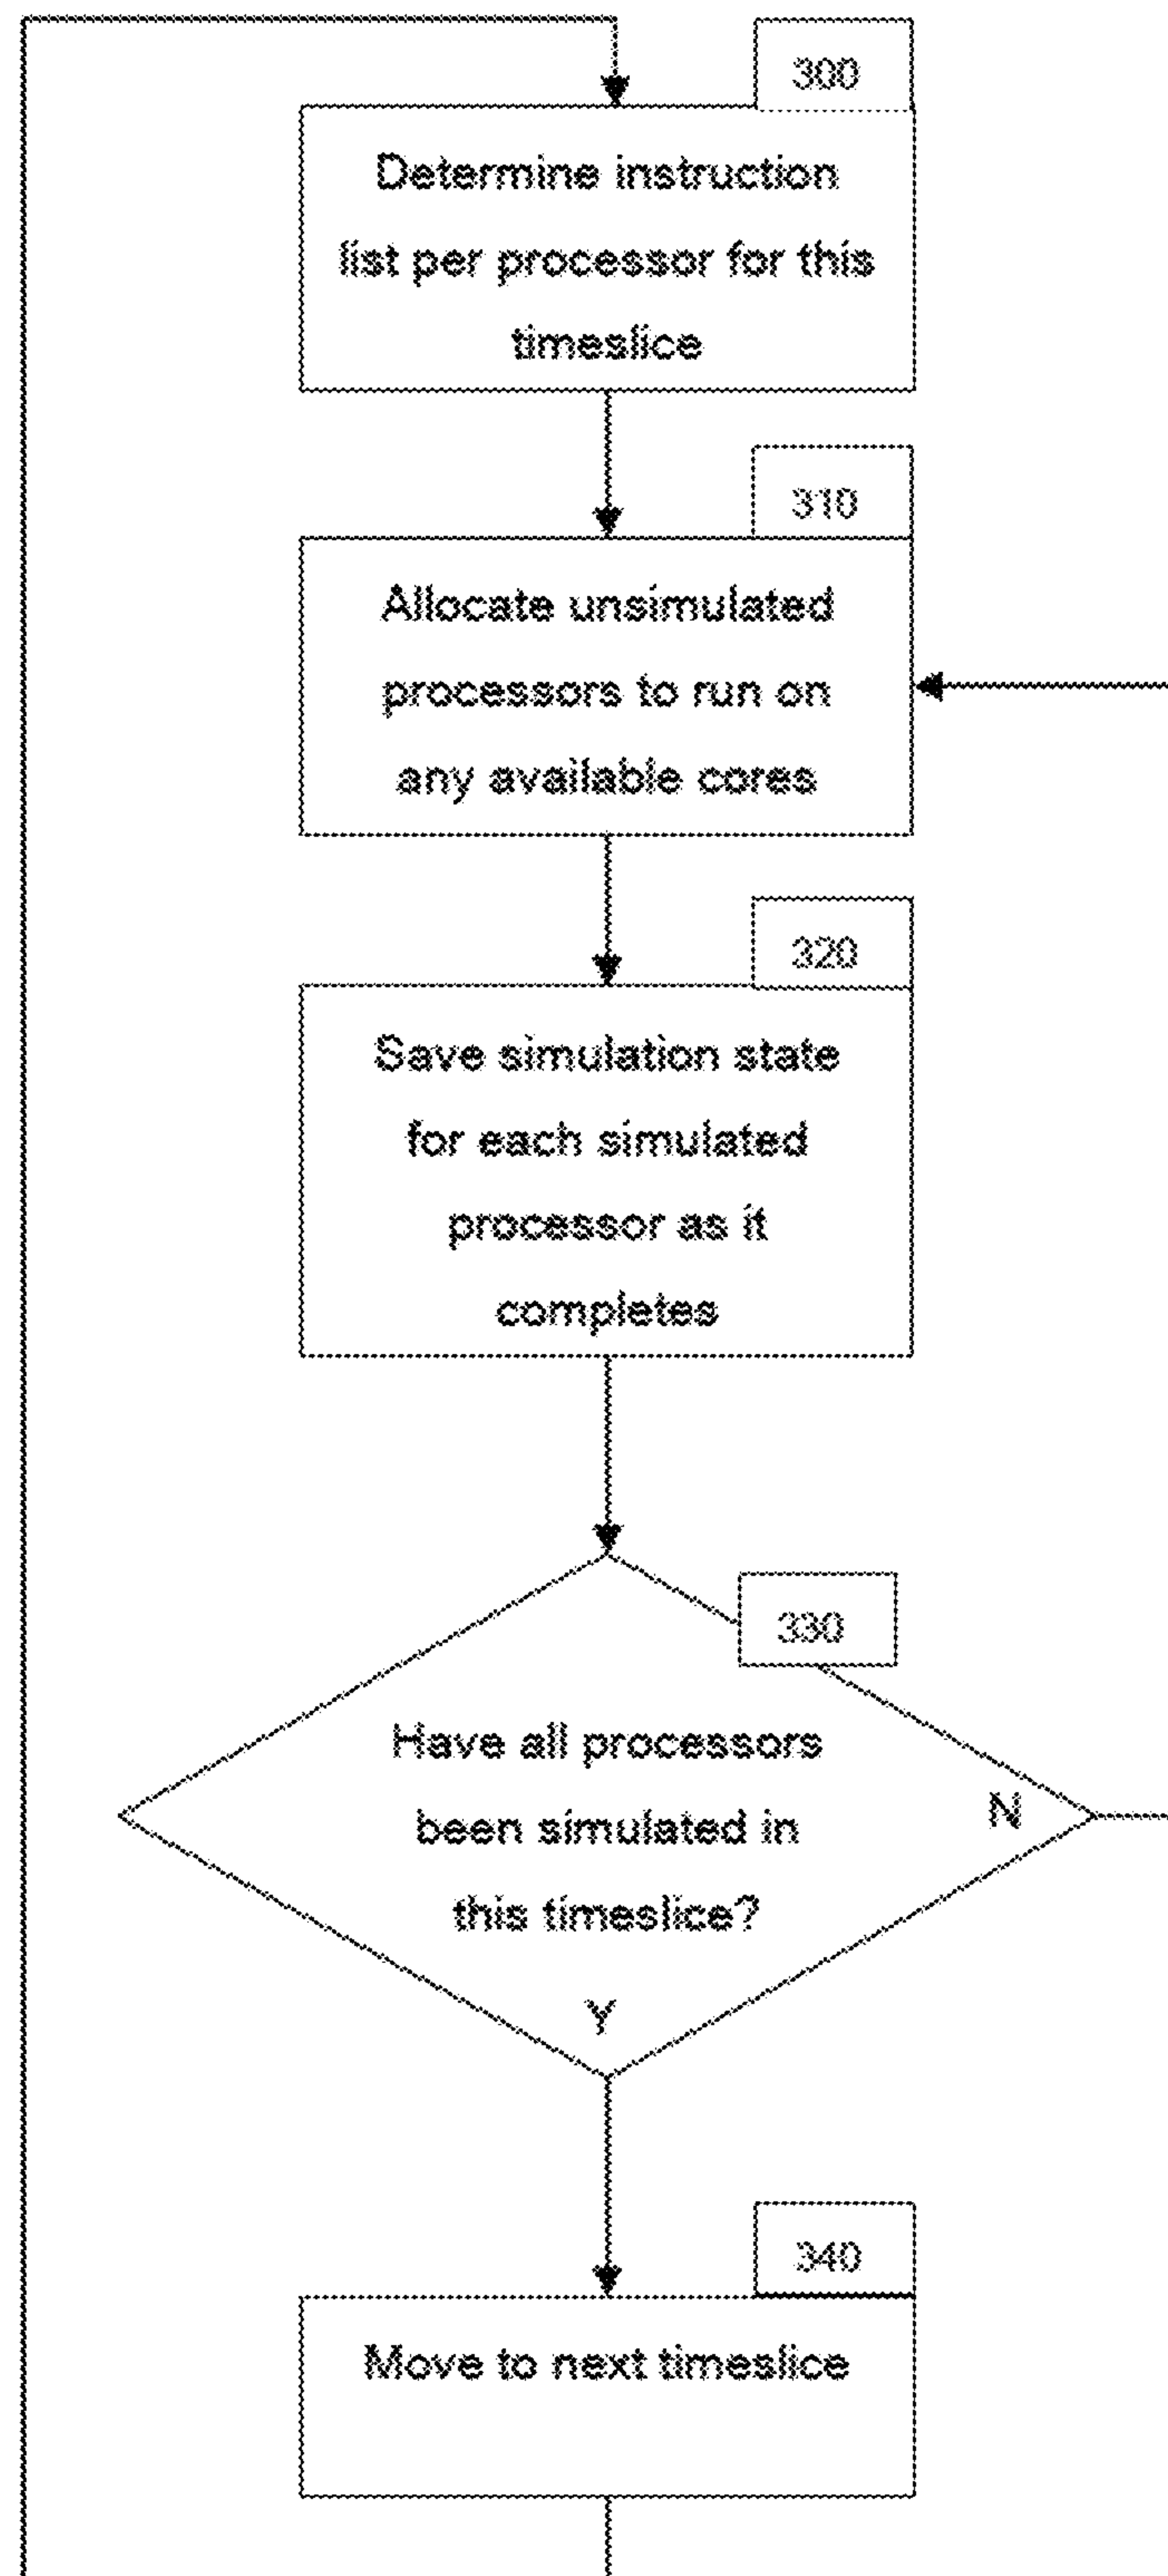 300
Determine instruction
list per processor for this
timeslice
310
Allocate unsimulated
processors to run on
any available cores
320
Save simulation state
for each simulated
processor as it
completes
330
Have all processors
been simulated in
this timeslice?
N
Y
340
Move to next timeslice